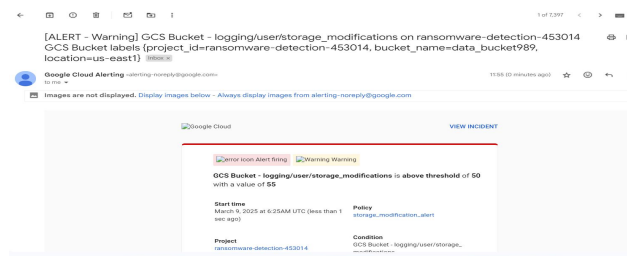 1 of 7,397
[ALERT - Warning] GCS Bucket - logging/user/storage_modifications on ransomware-detection-453014
GCS Bucket labels {project_id=ransomware-detection-453014, bucket_name=data_bucket989,
location=us-east1} Inbox x
Google Cloud Alerting <alerting-noreply@google.com> 11:55 (0 minutes ago)
to me
Images are not displayed. Display images below - Always display images from alerting-noreply@google.com
Google Cloud VIEW INCIDENT
error icon Alert firing Warning Warning
GCS Bucket - logging/user/storage_modifications is above threshold of 50
with a value of 55
Start time
March 9, 2025 at 6:25AM UTC (less than 1
sec ago)
Policy
storage_modification_alert
Project
ransomware-detection-453014
Condition
GCS Bucket - logging/user/storage_
modifications